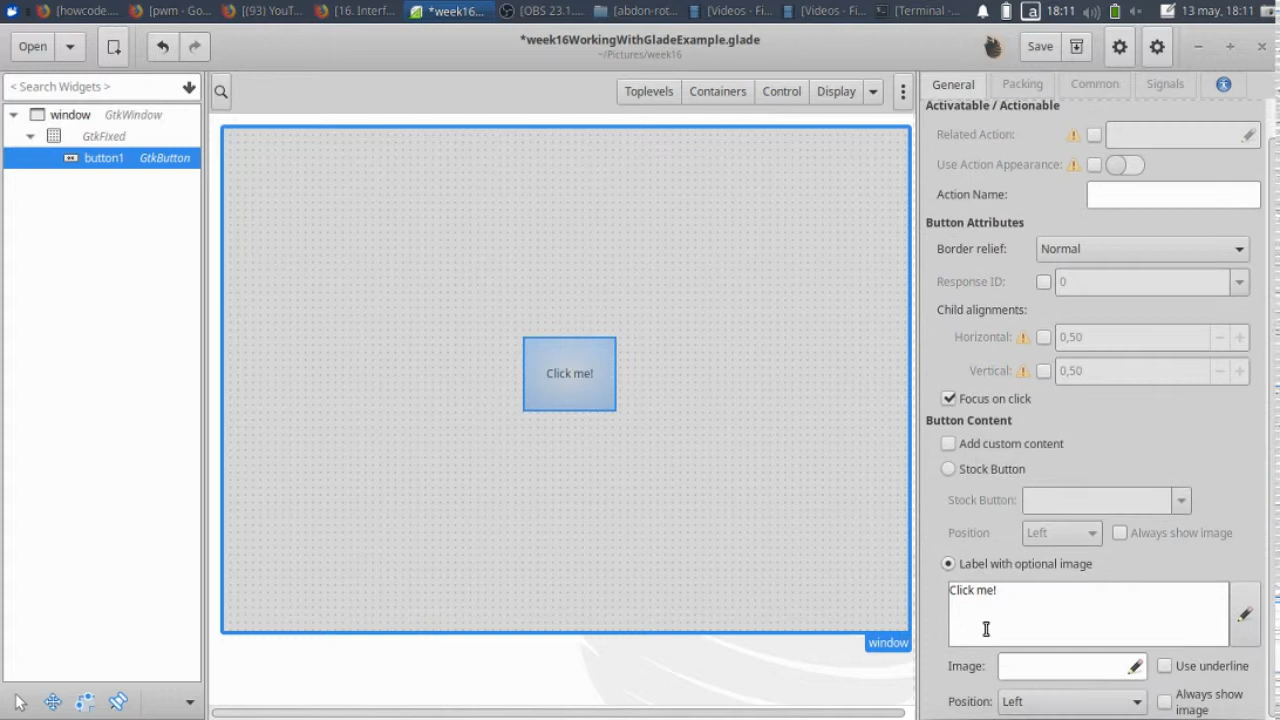 [howcode....
[pwm - Go...
[(93) YouT...
[16. Interf...
*week16...
[OBS 23.1....
[abdon-rot...
[Videos - Fi...
[Videos - Fi...
[Terminal -...
a
18:11
13 may, 18:11
Open
*week16WorkingWithGladeExample.glade
~/Pictures/week16
Save
< Search Widgets >
Toplevels
Containers
Control
Display
General
Packing
Common
Signals
window GtkWindow
GtkFixed
button1 GtkButton
Click me!
window
Activatable / Actionable
Related Action:
Use Action Appearance:
Action Name:
Button Attributes
Border relief: Normal
Response ID: 0
Child alignments:
Horizontal: 0,50
Vertical: 0,50
Focus on click
Button Content
Add custom content
Stock Button
Stock Button:
Position Left Always show image
Label with optional image
Click me!
Image: Use underline
Position: Left Always show
image